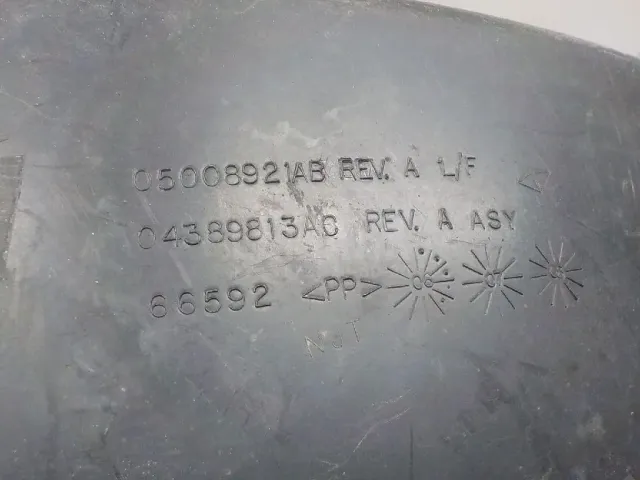 05008921AB REV. A L/F
04389813AC REV. A ASY
66592 <PP> 06 07